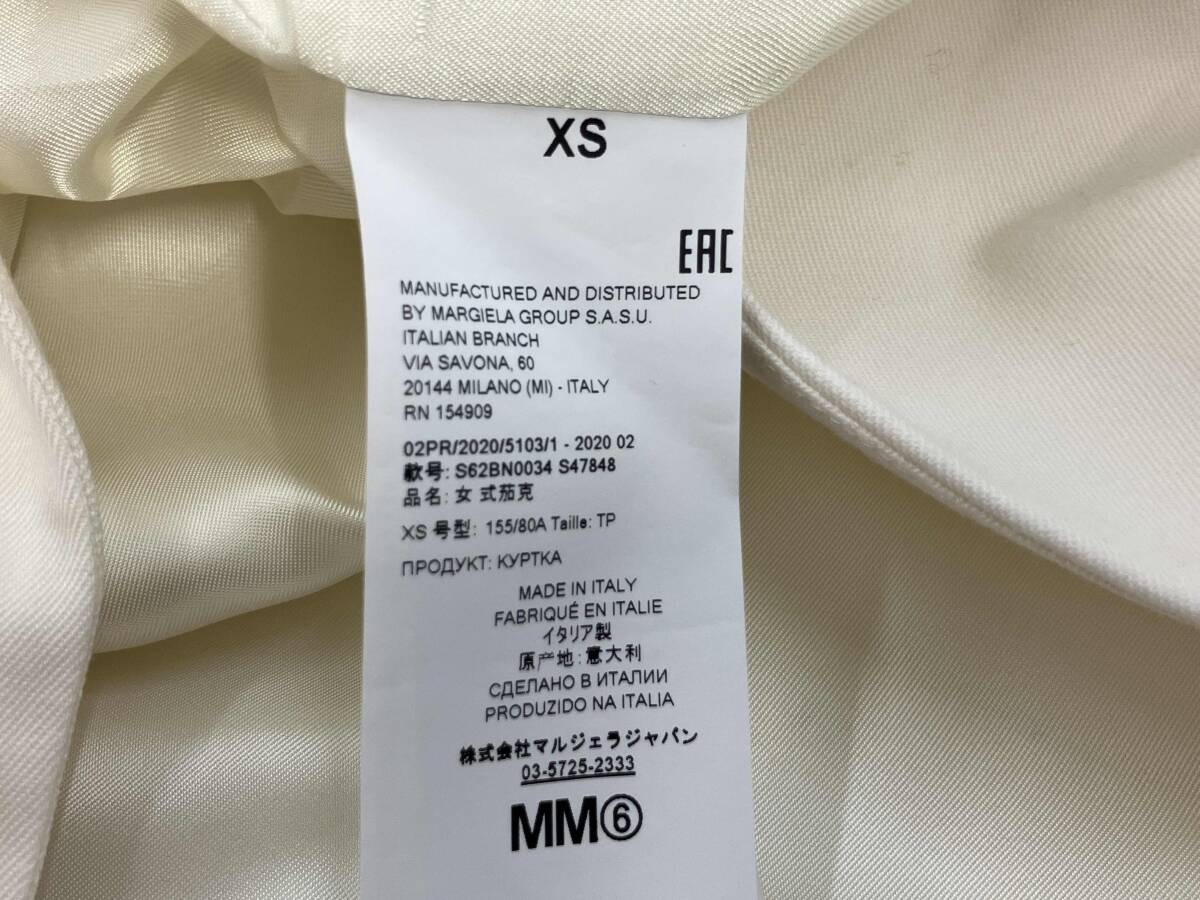 XS
EAC
MANUFACTURED AND DISTRIBUTED
BY MARGIELA GROUP S.A.S.U.
ITALIAN BRANCH
VIA SAVONA, 60
20144 MILANO (MI) - ITALY
RN 154909
02PR/2020/5103/1 - 2020 02
款号: S62BN0034 S47848
品名: 女 式茄克
XS 号型: 155/80A Taille: TP
ПРОДУКТ: КУРТКА
MADE IN ITALY
FABRIQUÉ EN ITALIE
イタリア製
原产地: 意大利
СДЕЛАНО В ИТАЛИИ
PRODUZIDO NA ITALIA
株式会社マルジェラジャパン
03-5725-2333
MM⑥